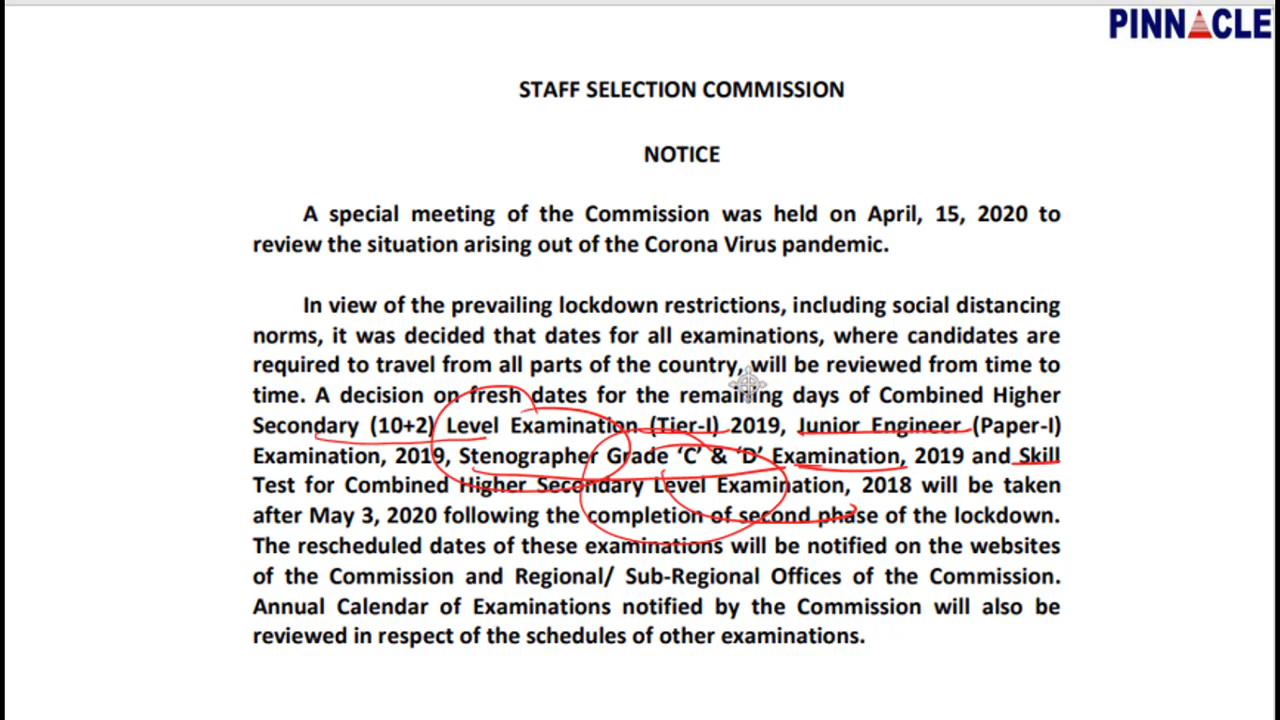 PINNACLE
STAFF SELECTION COMMISSION
NOTICE
A special meeting of the Commission was held on April, 15, 2020 to
review the situation arising out of the Corona Virus pandemic.
In view of the prevailing lockdown restrictions, including social distancing
norms, it was decided that dates for all examinations, where candidates are
required to travel from all parts of the country, will be reviewed from time to
time. A decision on fresh dates for the remaining days of Combined Higher
Secondary (10+2) Level Examination (Tier-I) 2019, Junior Engineer (Paper-I)
Examination, 2019, Stenographer Grade ‘C’ & ‘D’ Examination, 2019 and Skill
Test for Combined Higher Secondary Level Examination, 2018 will be taken
after May 3, 2020 following the completion of second phase of the lockdown.
The rescheduled dates of these examinations will be notified on the websites
of the Commission and Regional/ Sub-Regional Offices of the Commission.
Annual Calendar of Examinations notified by the Commission will also be
reviewed in respect of the schedules of other examinations.